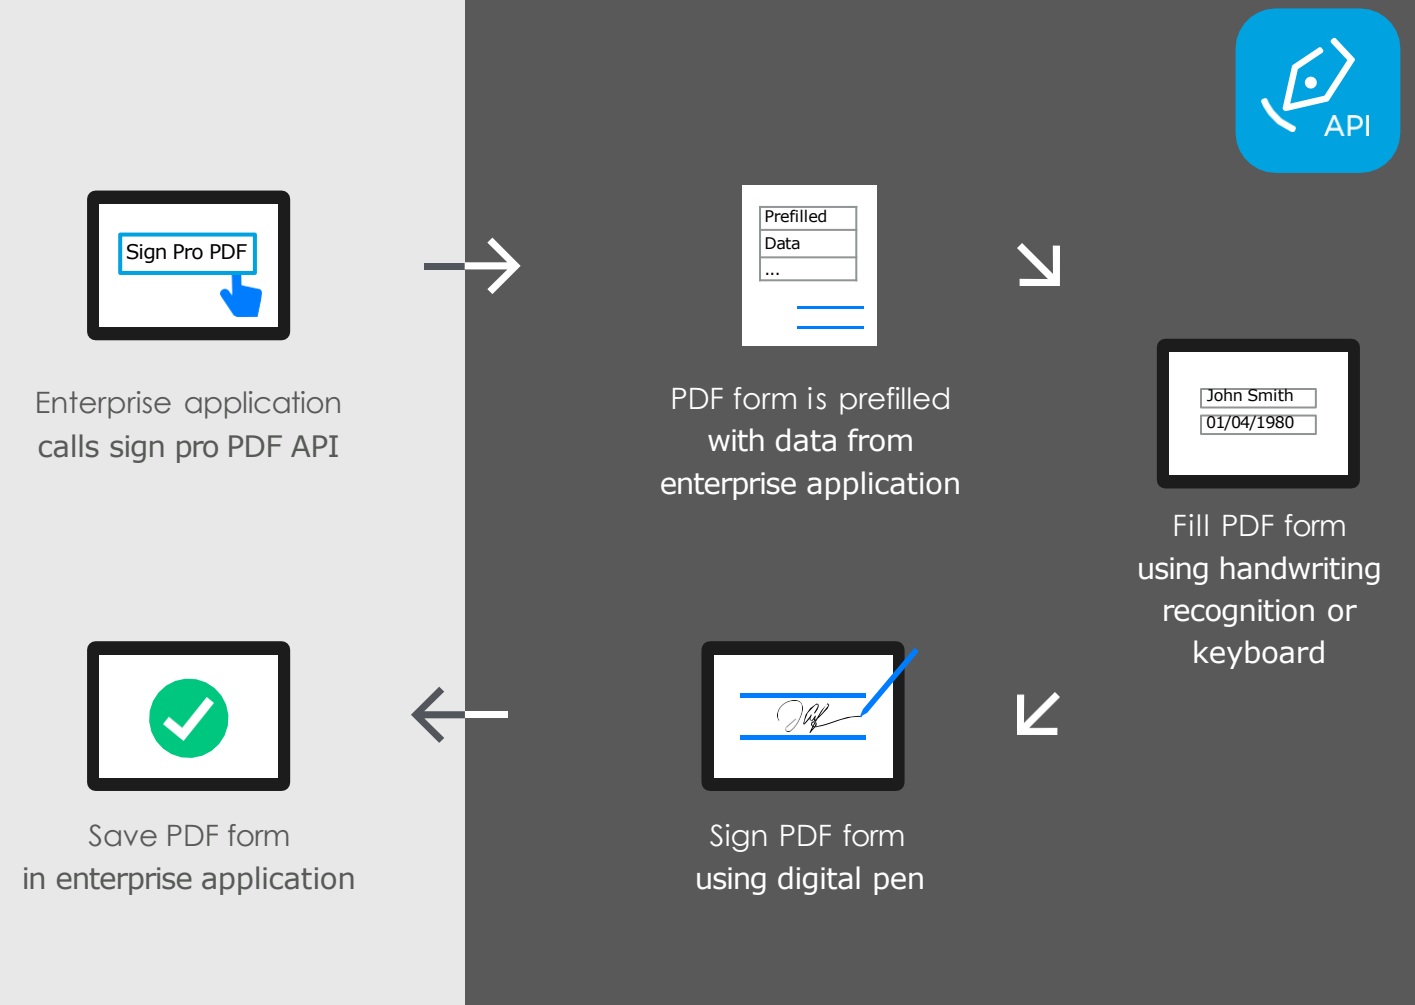 API
Sign Pro PDF
Enterprise application
calls sign pro PDF API
Prefilled
Data
...
PDF form is prefilled
with data from
enterprise application
John Smith
01/04/1980
Fill PDF form
using handwriting
recognition or
keyboard
Sign PDF form
using digital pen
Save PDF form
in enterprise application